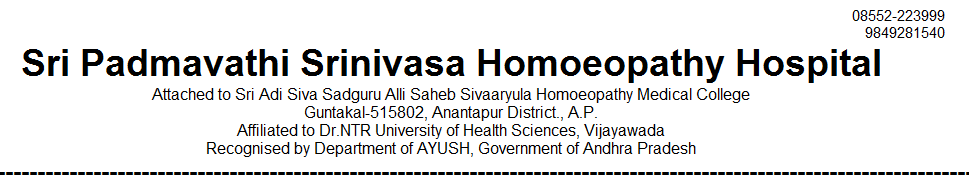 08552-223999
9849281540
Sri Padmavathi Srinivasa Homoeopathy Hospital
Attached to Sri Adi Siva Sadguru Alli Saheb Sivaaryula Homoeopathy Medical College
Guntakal-515802, Anantapur District., A.P.
Affiliated to Dr.NTR University of Health Sciences, Vijayawada
Recognised by Department of AYUSH, Government of Andhra Pradesh